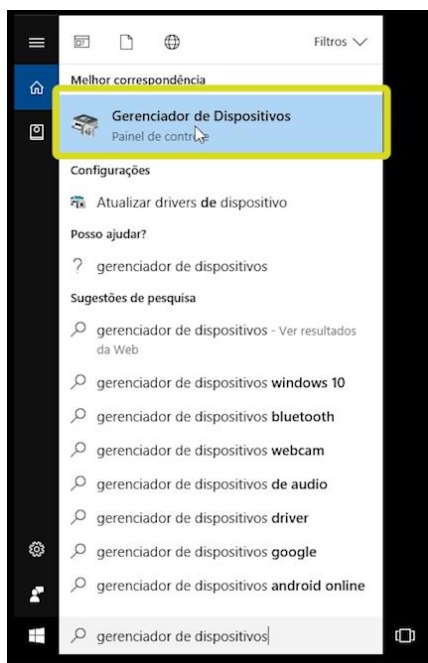 Filtros
Melhor correspondência
Gerenciador de Dispositivos
Painel de controle
Configurações
Atualizar drivers de dispositivo
Posso ajudar?
gerenciador de dispositivos
Sugestões de pesquisa
gerenciador de dispositivos - Ver resultados
da Web
gerenciador de dispositivos windows 10
gerenciador de dispositivos bluetooth
gerenciador de dispositivos webcam
gerenciador de dispositivos de audio
gerenciador de dispositivos driver
gerenciador de dispositivos google
gerenciador de dispositivos android online
gerenciador de dispositivos